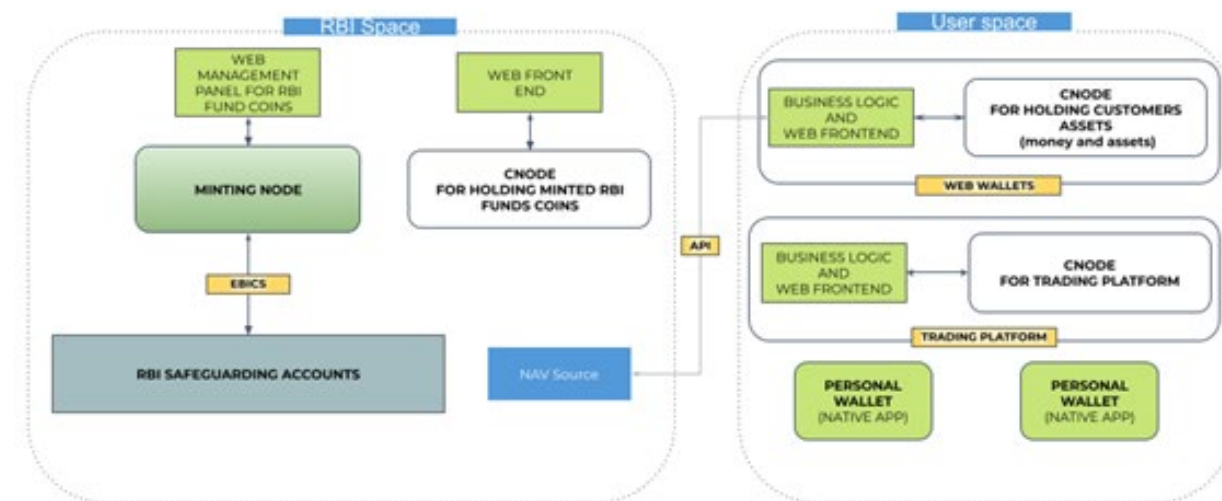 RBI Space
WEB
MANAGEMENT
PANEL FOR RBI
FUND COINS
WEB FRONT
END
MINTING NODE
CNODE
FOR HOLDING MINTED RBI
FUNDS COINS
EBICS
RBI SAFEGUARDING ACCOUNTS
NAV Source
API
User space
BUSINESS LOGIC
AND
WEB FRONTEND
CNODE
FOR HOLDING CUSTOMERS
ASSETS
(money and assets)
WEB WALLETS
BUSINESS LOGIC
AND
WEB FRONTEND
CNODE
FOR TRADING PLATFORM
TRADING PLATFORM
PERSONAL
WALLET
(NATIVE APP)
PERSONAL
WALLET
(NATIVE APP)